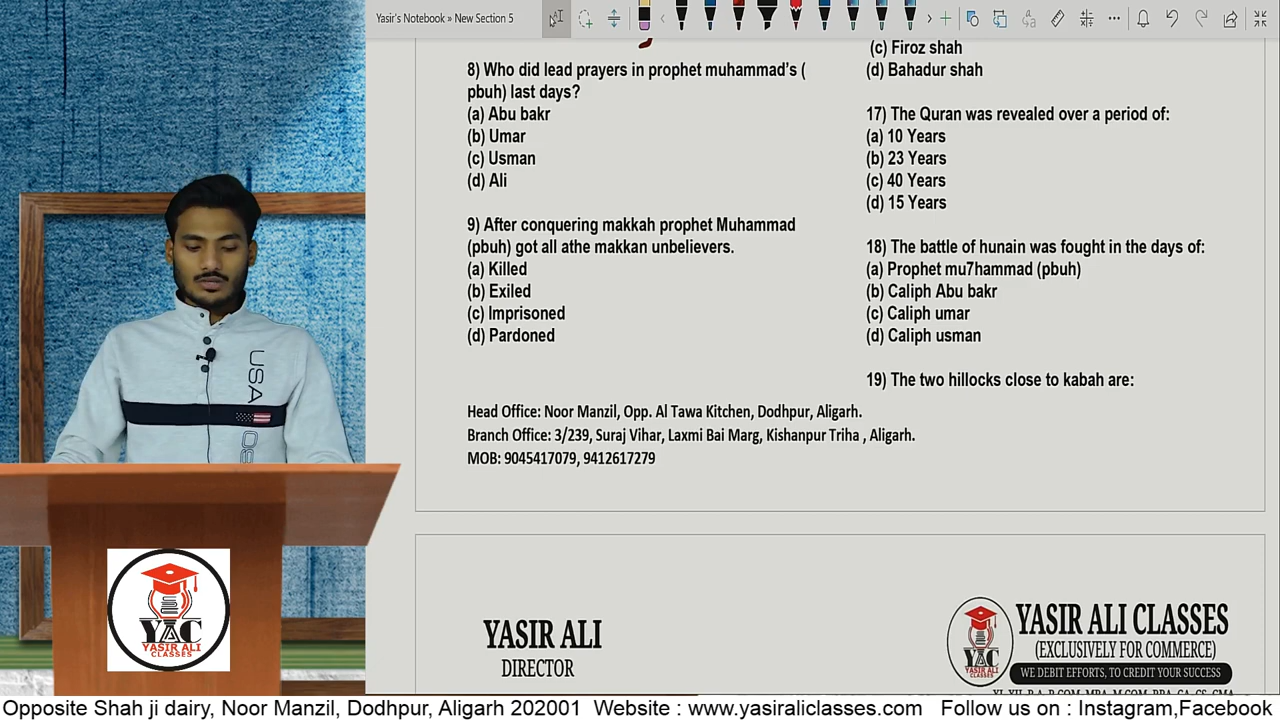 Yasir's Notebook » New Section 5
8) Who did lead prayers in prophet muhammad's (
pbuh) last days?
(a) Abu bakr
(b) Umar
(c) Usman
(d) Ali
9) After conquering makkah prophet Muhammad
(pbuh) got all athe makkan unbelievers.
(a) Killed
(b) Exiled
(c) Imprisoned
(d) Pardoned
(c) Firoz shah
(d) Bahadur shah
17) The Quran was revealed over a period of:
(a) 10 Years
(b) 23 Years
(c) 40 Years
(d) 15 Years
18) The battle of hunain was fought in the days of:
(a) Prophet mu7hammad (pbuh)
(b) Caliph Abu bakr
(c) Caliph umar
(d) Caliph usman
19) The two hillocks close to kabah are:
Head Office: Noor Manzil, Opp. Al Tawa Kitchen, Dodhpur, Aligarh.
Branch Office: 3/239, Suraj Vihar, Laxmi Bai Marg, Kishanpur Triha , Aligarh.
MOB: 9045417079, 9412617279
YASIR ALI
DIRECTOR
YAC
YASIR ALI
CLASSES
YASIR ALI CLASSES
(EXCLUSIVELY FOR COMMERCE)
WE DEBIT EFFORTS, TO CREDIT YOUR SUCCESS
USA
YAC
YASIR ALI
CLASSES
Opposite Shah ji dairy, Noor Manzil, Dodhpur, Aligarh 202001 Website : www.yasiraliclasses.com Follow us on : Instagram,Facebook